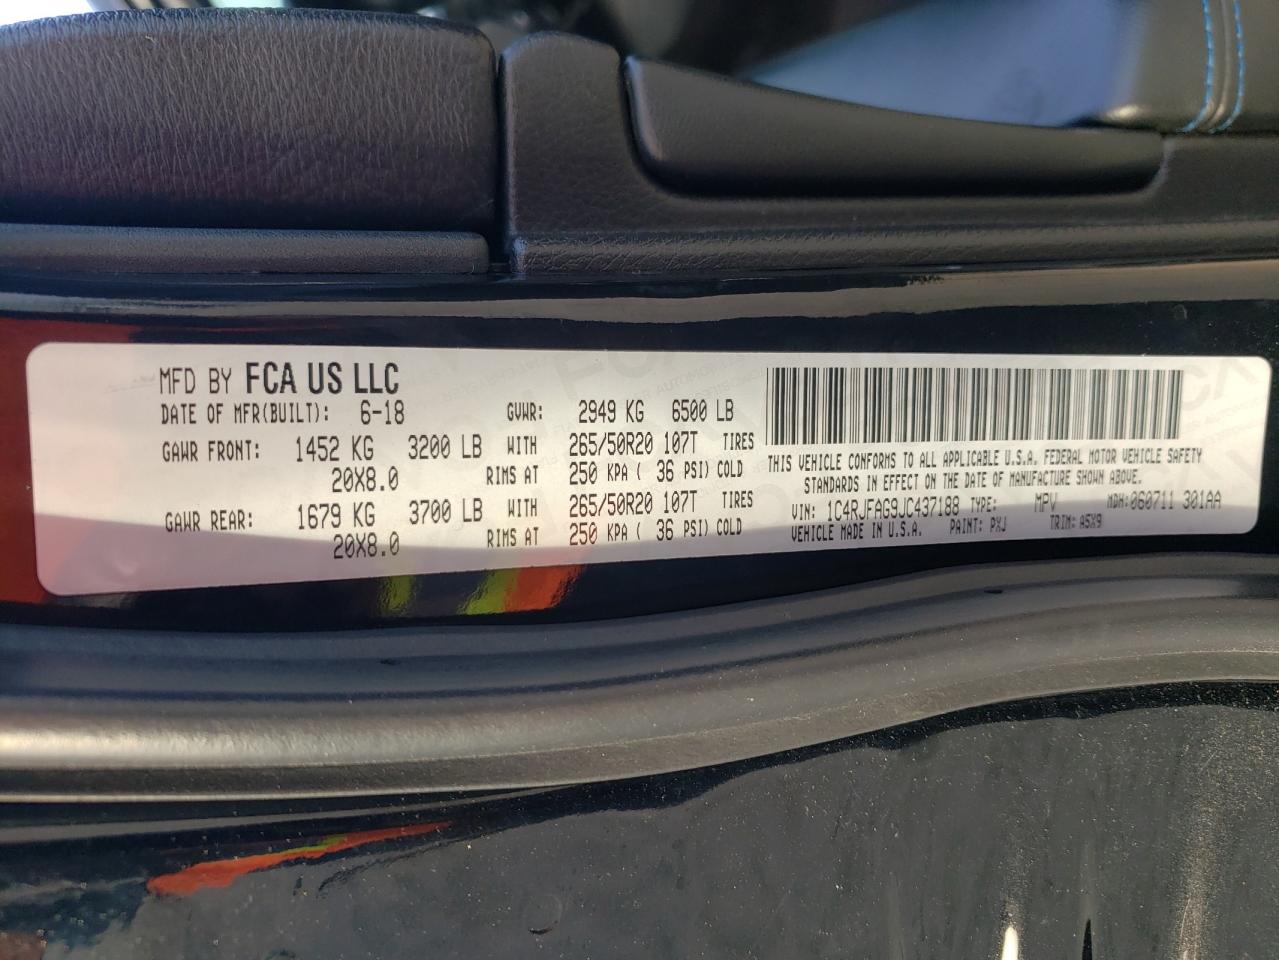 MFD BY FCA US LLC
DATE OF MFR(BUILT): 6-18 GVWR: 2949 KG 6500 LB
GAWR FRONT: 1452 KG 3200 LB WITH 265/50R20 107T TIRES
20X8.0 RIMS AT 250 KPA ( 36 PSI) COLD
GAWR REAR: 1679 KG 3700 LB WITH 265/50R20 107T TIRES
20X8.0 RIMS AT 250 KPA ( 36 PSI) COLD
THIS VEHICLE CONFORMS TO ALL APPLICABLE U.S.A. FEDERAL MOTOR VEHICLE SAFETY
STANDARDS IN EFFECT ON THE DATE OF MANUFACTURE SHOWN ABOVE.
VIN: 1C4RJFAG9JC437188 TYPE: MPV MDH:060711 301AA
VEHICLE MADE IN U.S.A. PAINT: PXJ TRIM: A5X9